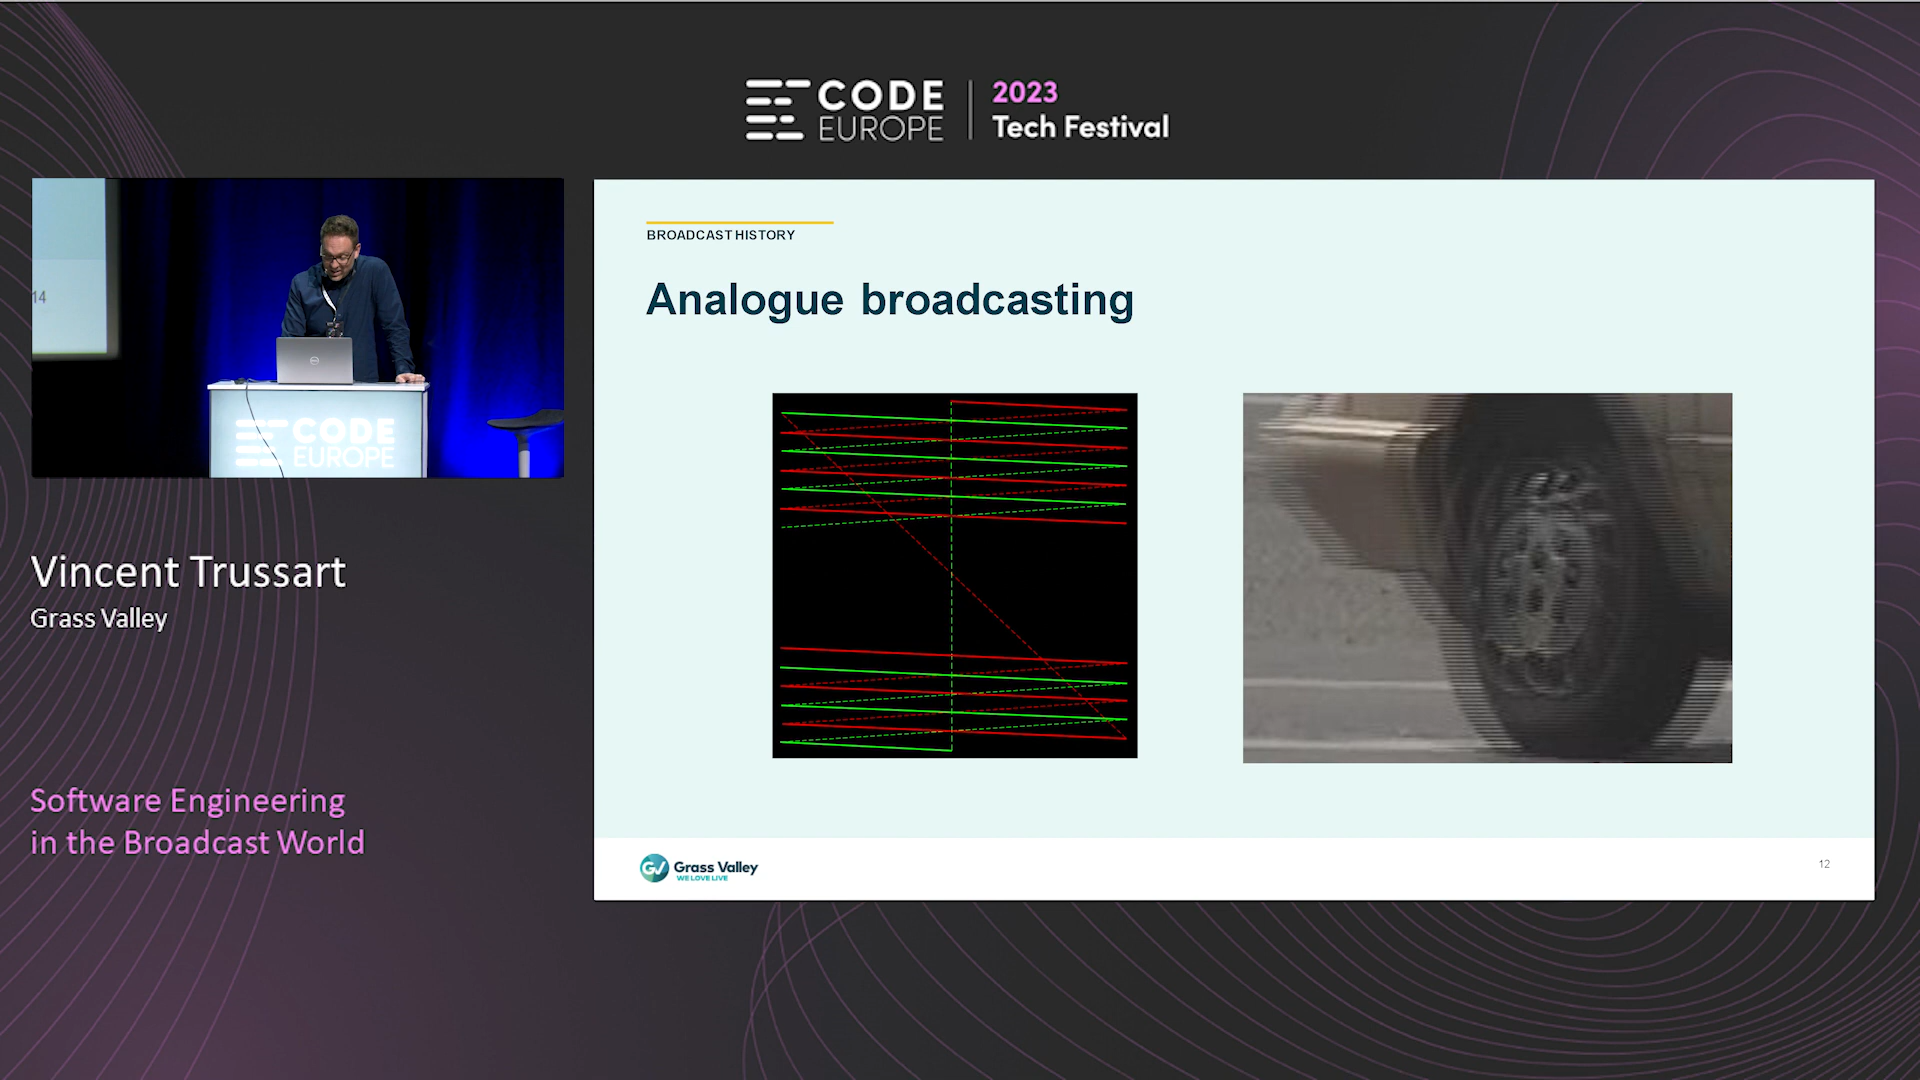 CODE
EUROPE
2023
Tech Festival
14
CODE
EUROPE
Vincent Trussart
Grass Valley
Software Engineering
in the Broadcast World
BROADCAST HISTORY
Analogue broadcasting
GV
Grass Valley
WE LOVE LIVE
12